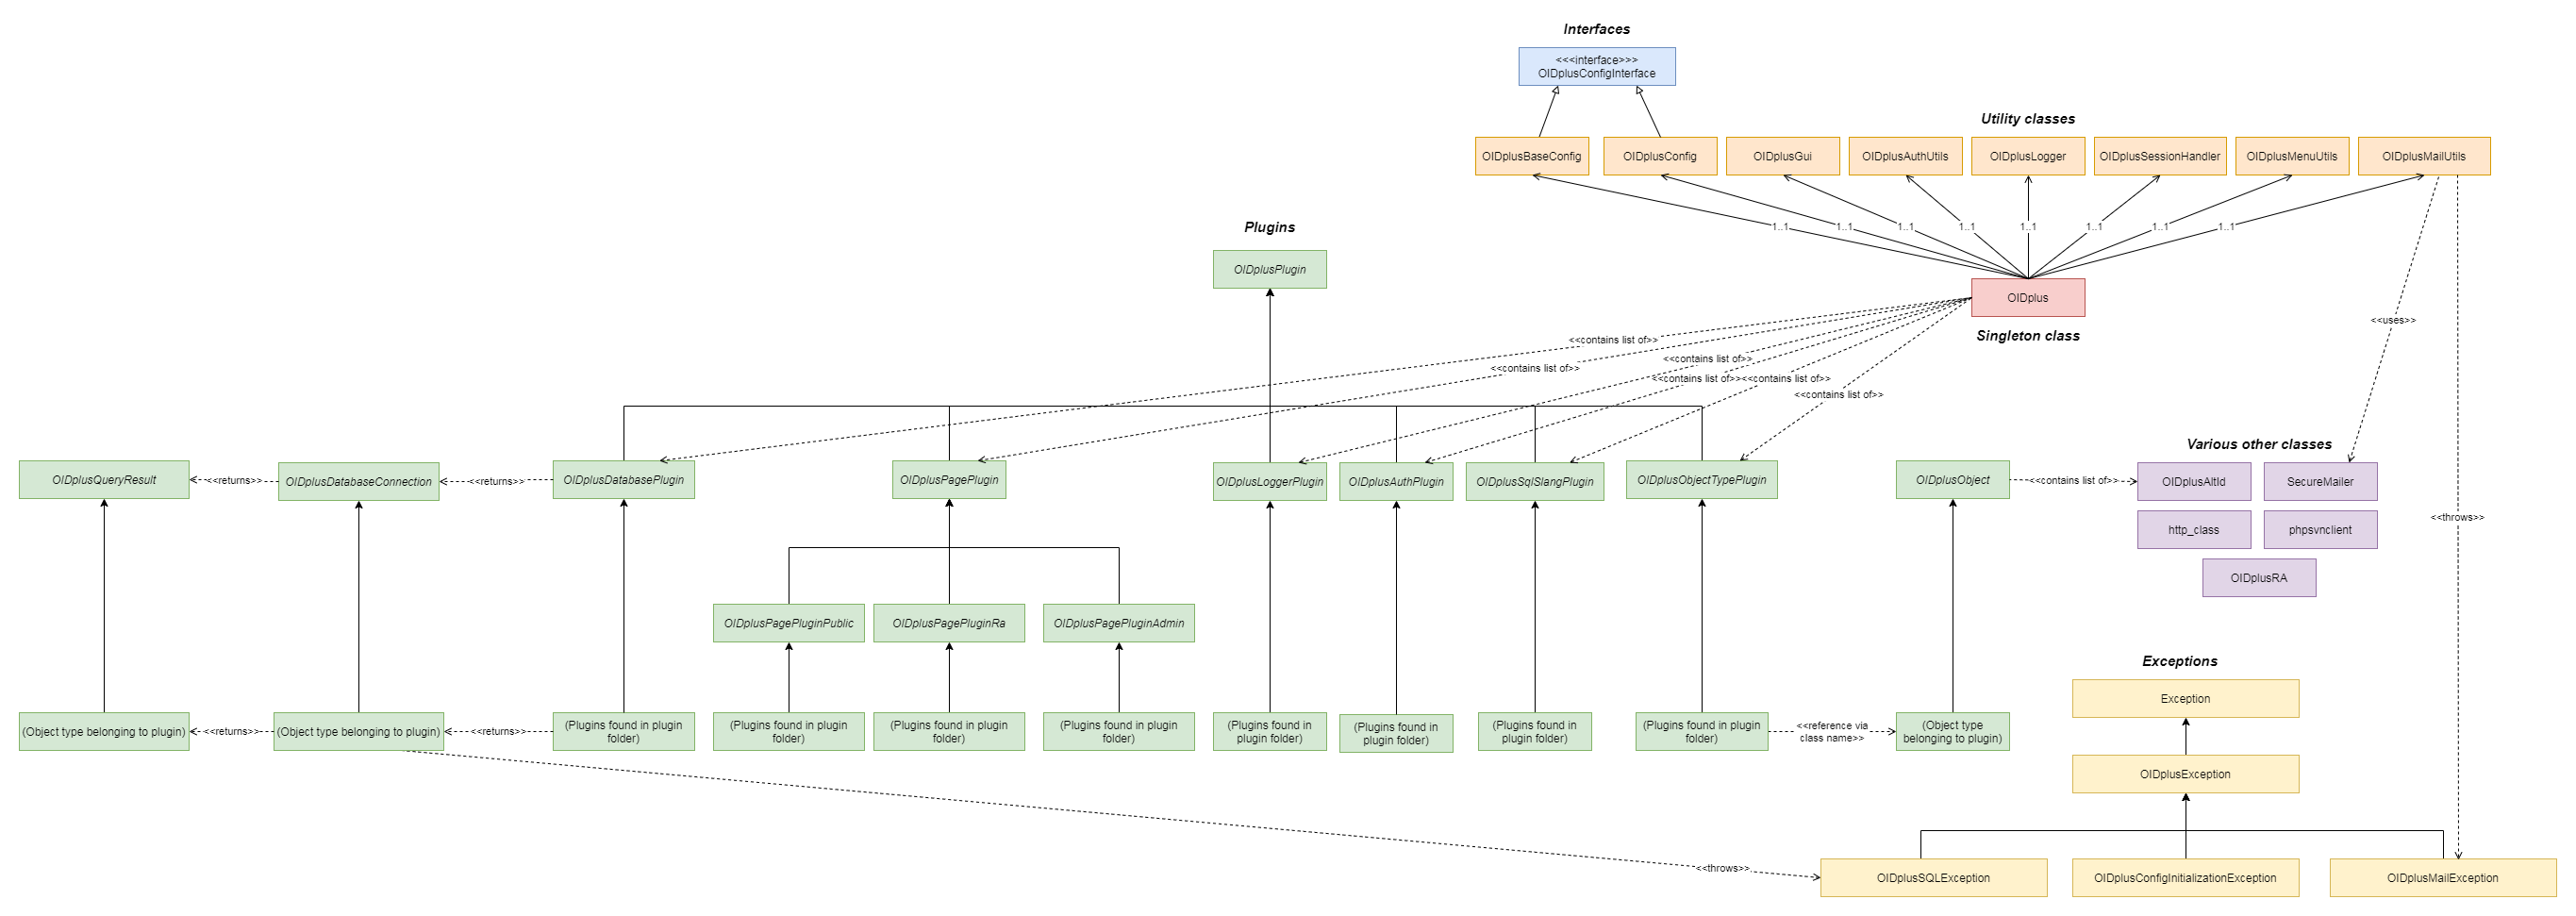 Interfaces
<<<interface>>>
OIDplusConfigInterface
Utility classes
OIDplusBaseConfig
OIDplusConfig
OIDplusGui
OIDplusAuthUtils
OIDplusLogger
OIDplusSessionHandler
OIDplusMenuUtils
OIDplusMailUtils
1..1
1..1
1..1
1..1
1..1
1..1
1..1
1..1
Plugins
OIDplusPlugin
OIDplus
Singleton class
<<uses>>
<<contains list of>>
<<contains list of>>
<<contains list of>>
<<contains list of>>
<<contains list of>>
<<contains list of>>
Various other classes
OIDplusQueryResult
<<returns>>
OIDplusDatabaseConnection
<<returns>>
OIDplusDatabasePlugin
OIDplusPagePlugin
OIDplusLoggerPlugin
OIDplusAuthPlugin
OIDplusSqlSlangPlugin
OIDplusObjectTypePlugin
OIDplusObject
<<contains list of>>
OIDplusAltId
SecureMailer
http_class
phpsvnclient
<<throws>>
OIDplusRA
OIDplusPagePluginPublic
OIDplusPagePluginRa
OIDplusPagePluginAdmin
Exceptions
Exception
(Object type belonging to plugin)
<<returns>>
(Object type belonging to plugin)
<<returns>>
(Plugins found in plugin
folder)
(Plugins found in plugin
folder)
(Plugins found in plugin
folder)
(Plugins found in plugin
folder)
(Plugins found in
plugin folder)
(Plugins found in
plugin folder)
(Plugins found in
plugin folder)
(Plugins found in plugin
folder)
<<reference via
class name>>
(Object type
belonging to plugin)
OIDplusException
<<throws>>
OIDplusSQLException
OIDplusConfigInitializationException
OIDplusMailException